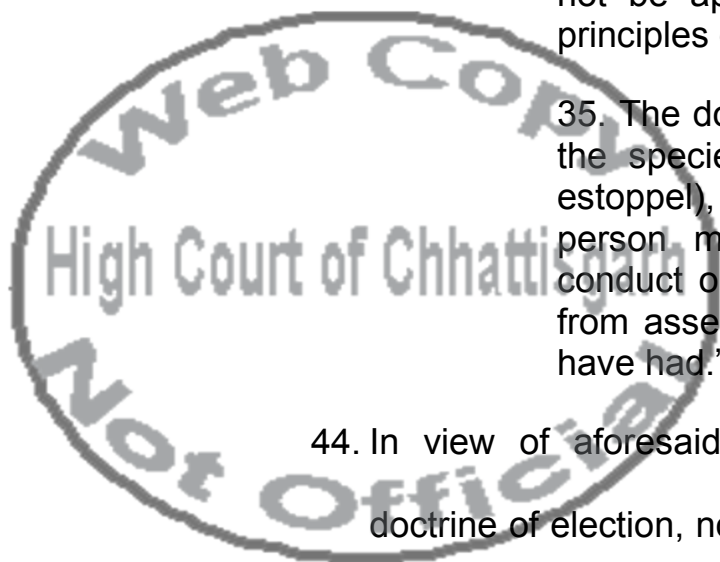 not be ap
principles
35. The do
the specie
estoppel),
person m
conduct o
from asse
have had.”
44. In view of aforesaid
doctrine of election, n
Web Copy
High Court of Chhattisgarh
Not Official